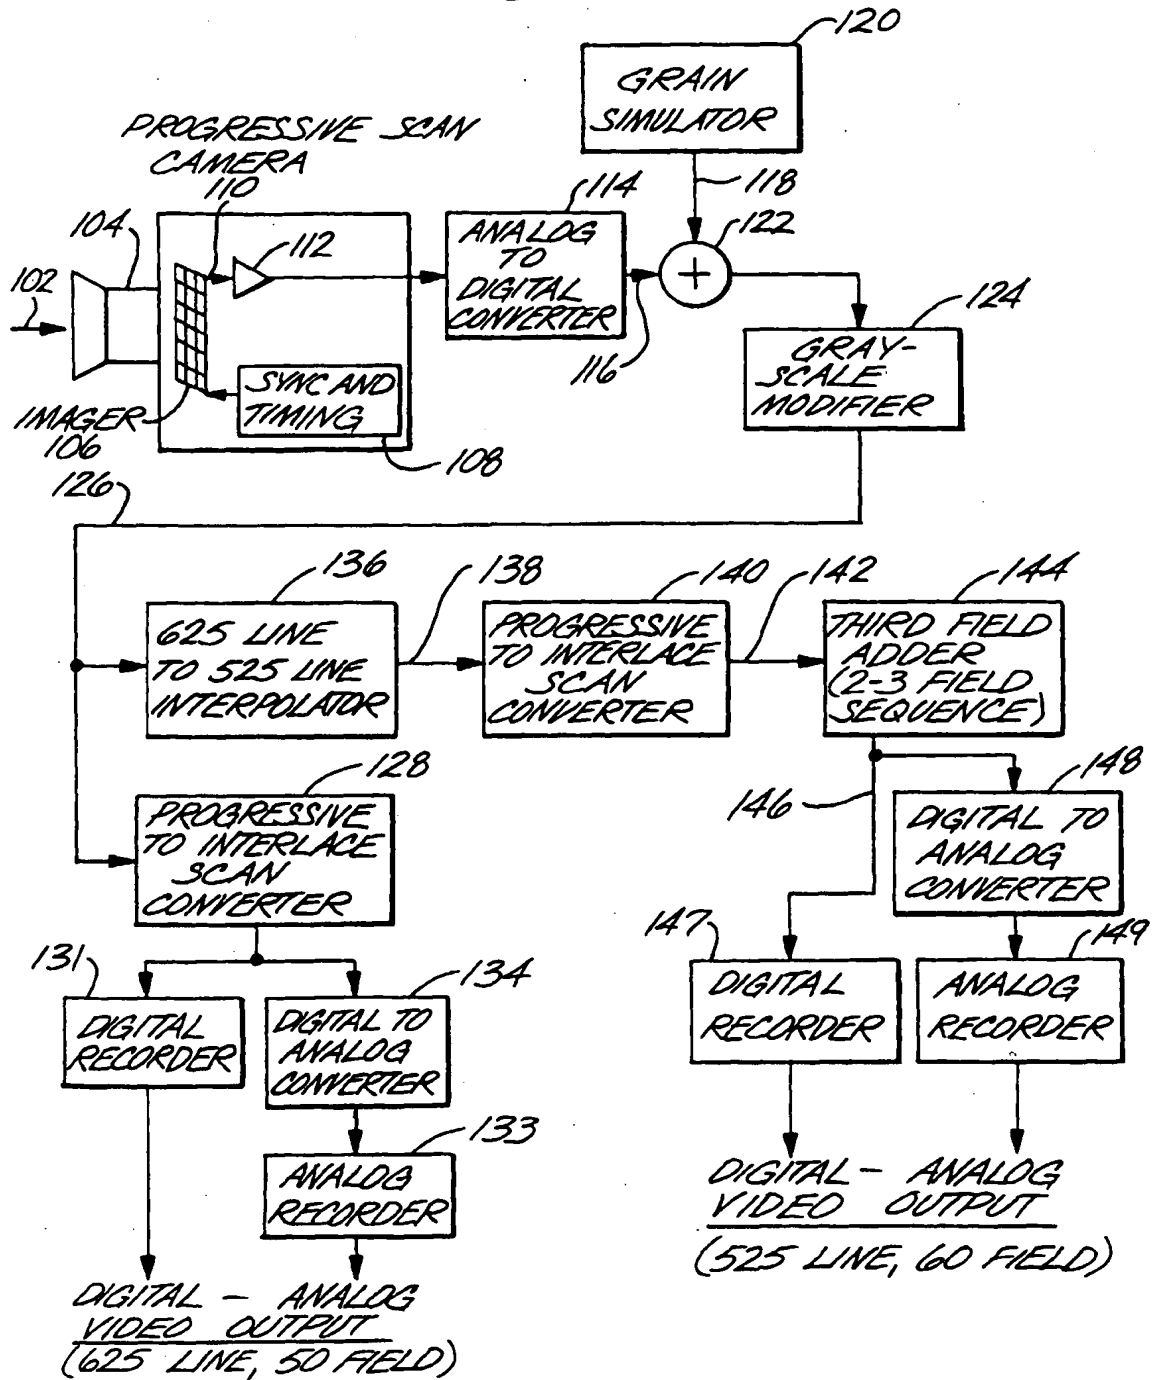 120
GRAIN
SIMULATOR
PROGRESSIVE SCAN
CAMERA
110
118
114
104
112
ANALOG
TO
DIGITAL
CONVERTER
122
+
102
116
124
GRAY-
SCALE
MODIFIER
SYNC AND
TIMING
IMAGER
106
108
126
136
138
140
142
144
625 LINE
TO 525 LINE
INTERPOLATOR
PROGRESSIVE
TO INTERLACE
SCAN
CONVERTER
THIRD FIELD
ADDER
(2-3 FIELD
SEQUENCE)
128
PROGRESSIVE
TO INTERLACE
SCAN
CONVERTER
146
148
DIGITAL TO
ANALOG
CONVERTER
131
134
147
149
DIGITAL
RECORDER
DIGITAL TO
ANALOG
CONVERTER
DIGITAL
RECORDER
ANALOG
RECORDER
133
ANALOG
RECORDER
DIGITAL - ANALOG
VIDEO OUTPUT
(525 LINE, 60 FIELD)
DIGITAL - ANALOG
VIDEO OUTPUT
(625 LINE, 50 FIELD)